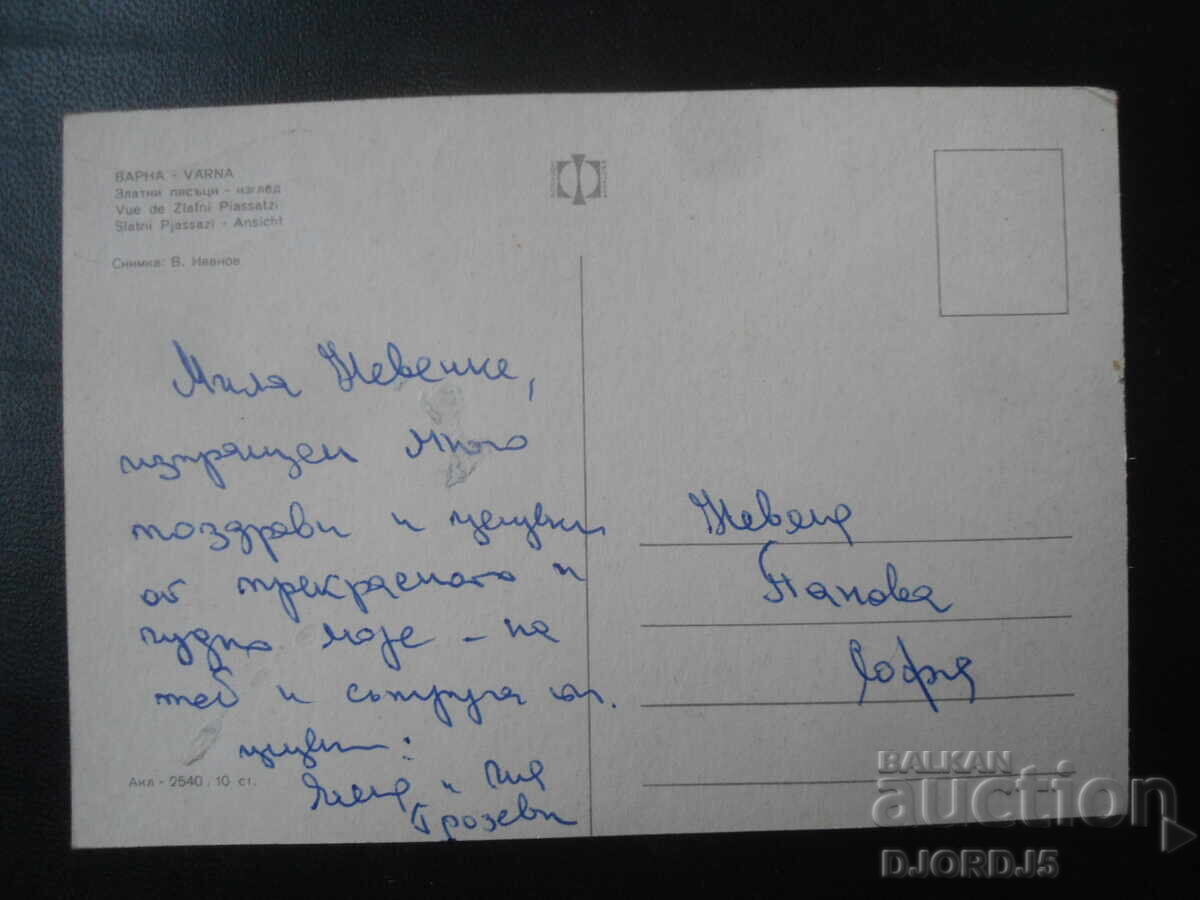 ВАРНА - VARNA
Златни пясъци - изглед
Vue de Zlatni Piassatzi
Slatni Pjassazi - Ansicht
Снимка: В. Иванов
Мила Невенке,
изпращам много
поздрави и целувки
от прекрасното и
чудно море - на
теб и съпруга ти.
целувки:
и
Грозеви
Невена
Панова
София
Акл - 2540, 10 ст.
BALKAN
auction
DJORDJ5